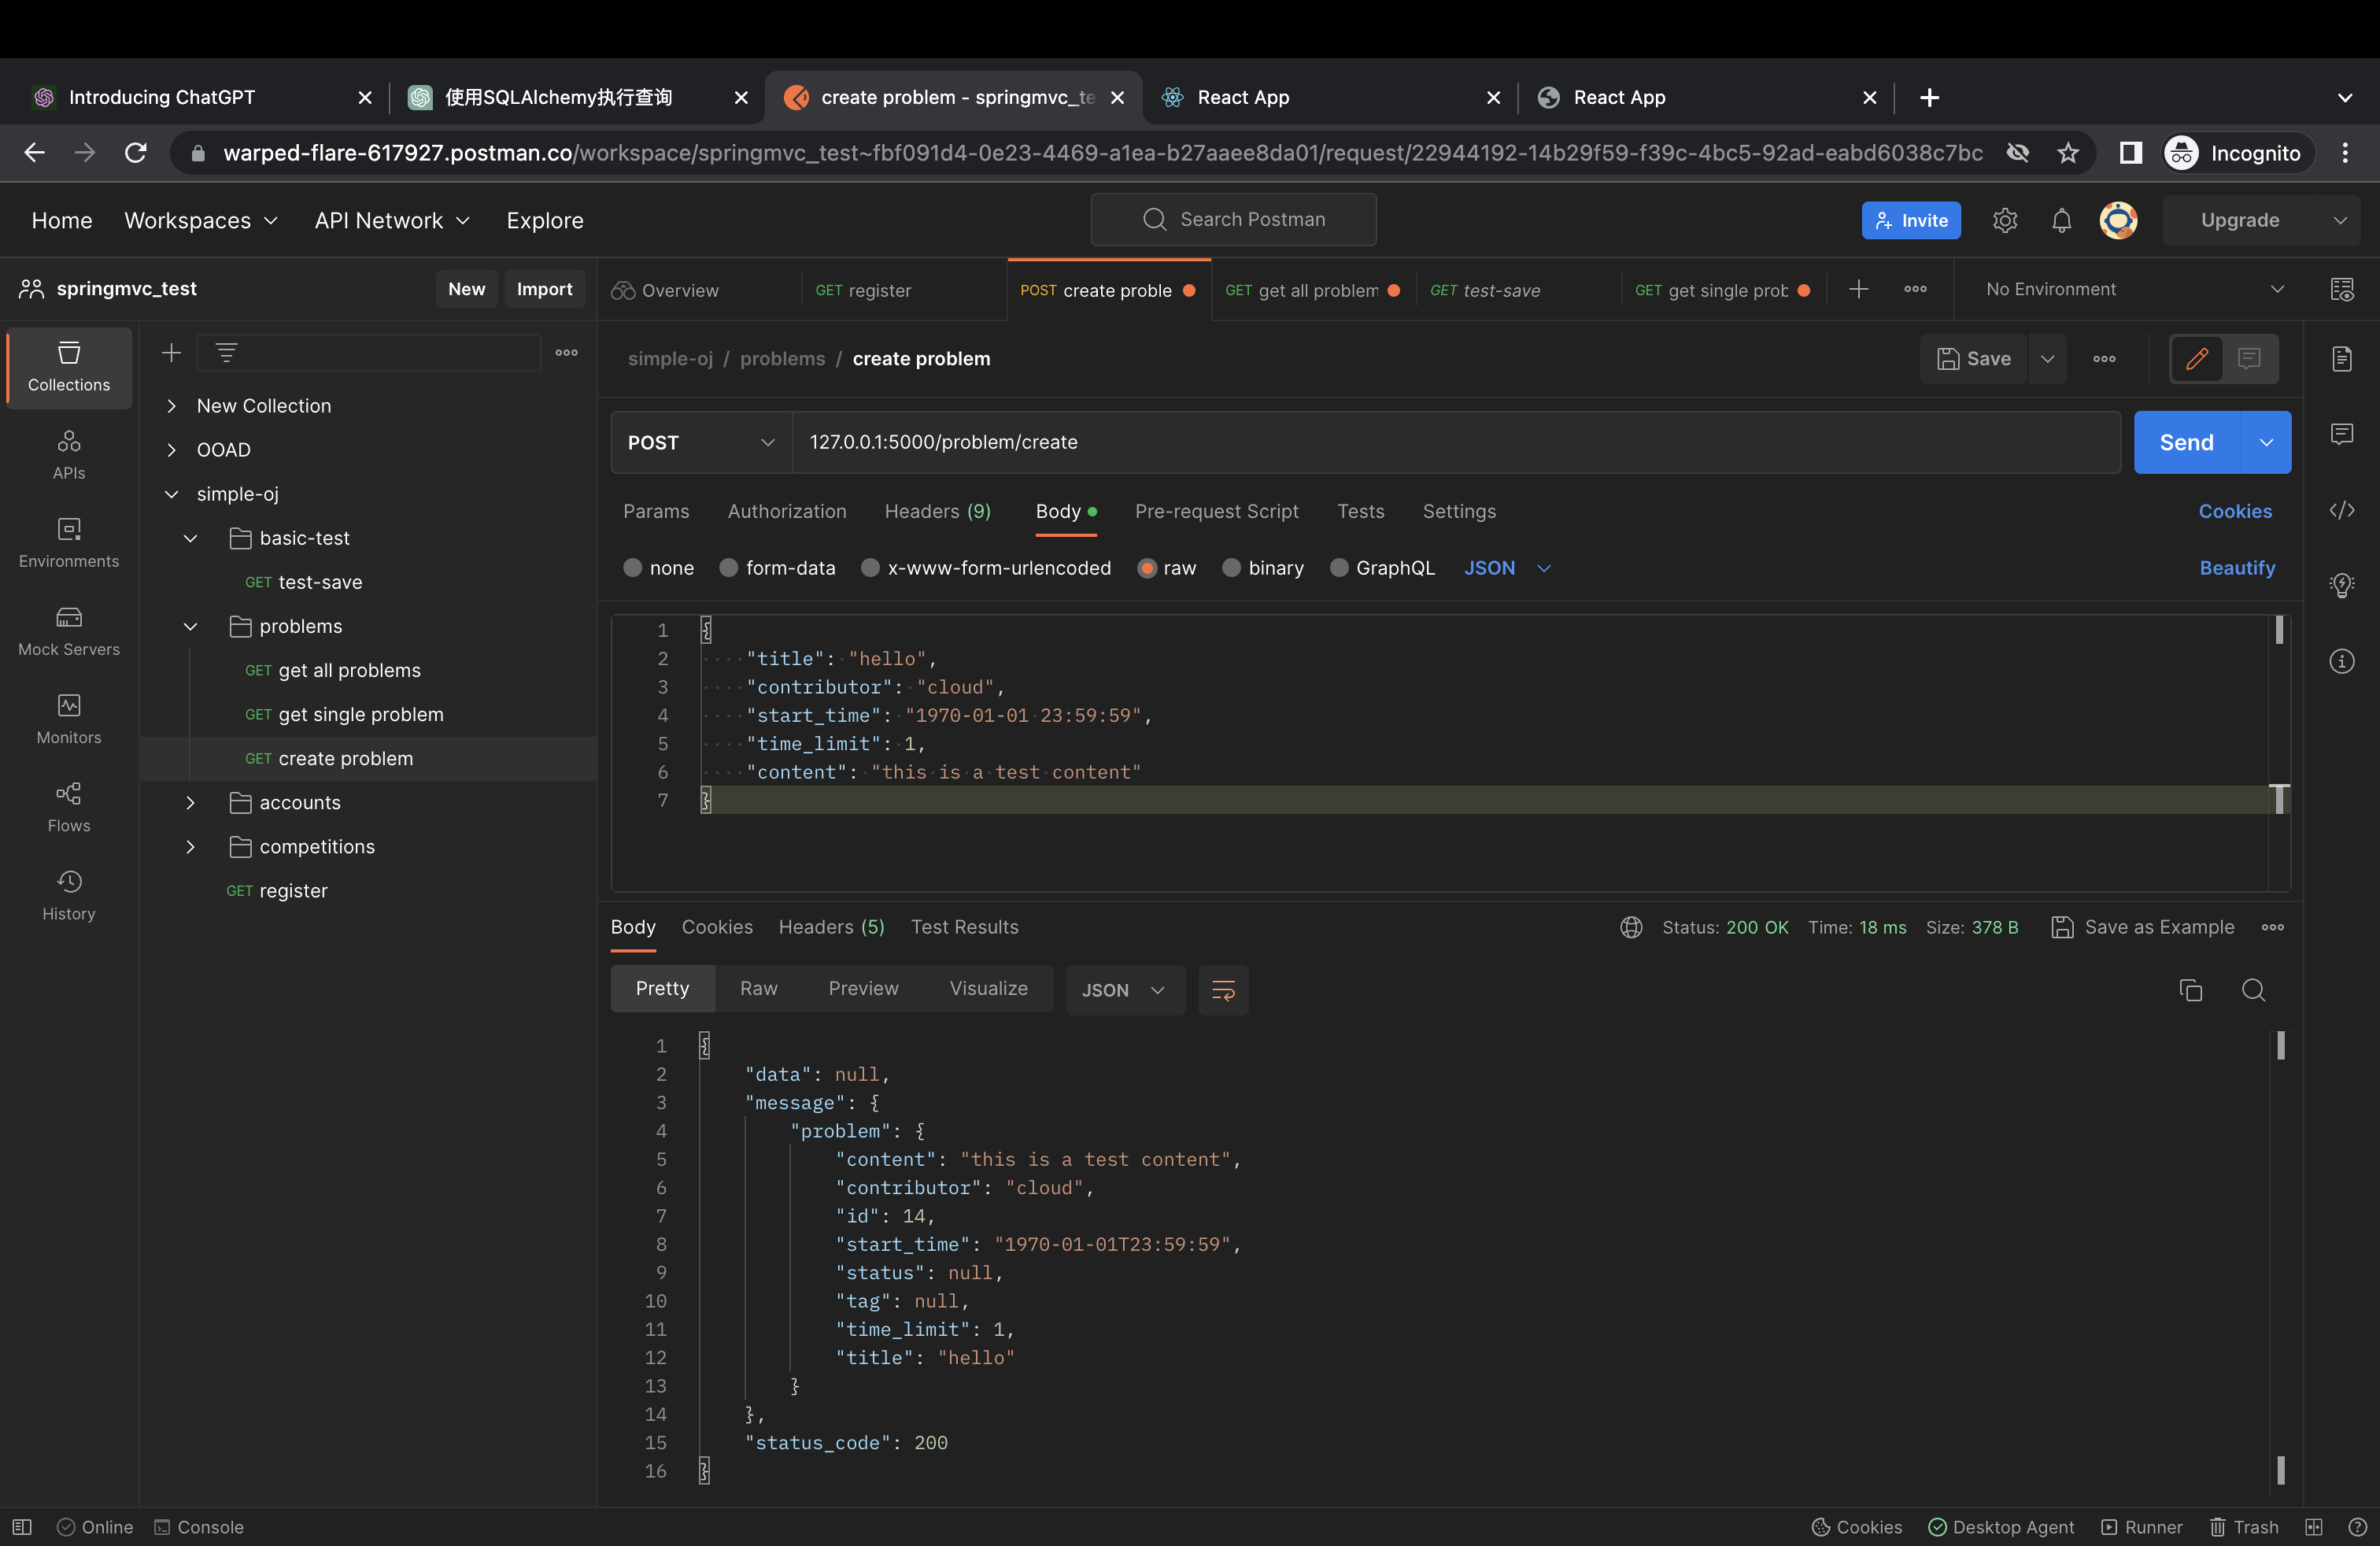 Introducing ChatGPT
使用SQLAlchemy执行查询
create problem - springmvc_te
React App
React App
warped-flare-617927.postman.co/workspace/springmvc_test~fbf091d4-0e23-4469-a1ea-b27aaee8da01/request/22944192-14b29f59-f39c-4bc5-92ad-eabd6038c7bc
Incognito
Home Workspaces API Network Explore
Search Postman
Invite
Upgrade
springmvc_test
New Import
Overview
GET register
POST create proble
GET get all problem
GET test-save
GET get single prob
No Environment
Collections
APIs
Environments
Mock Servers
Monitors
Flows
History
New Collection
OOAD
simple-oj
basic-test
GET test-save
problems
GET get all problems
GET get single problem
GET create problem
accounts
competitions
GET register
simple-oj / problems / create problem
Save
POST
127.0.0.1:5000/problem/create
Send
Params Authorization Headers (9) Body Pre-request Script Tests Settings
Cookies
none form-data x-www-form-urlencoded raw binary GraphQL JSON
Beautify
1 {
2 "title": "hello",
3 "contributor": "cloud",
4 "start_time": "1970-01-01 23:59:59",
5 "time_limit": 1,
6 "content": "this is a test content"
7 }
Body Cookies Headers (5) Test Results
Status: 200 OK Time: 18 ms Size: 378 B
Save as Example
Pretty Raw Preview Visualize JSON
1 {
2 "data": null,
3 "message": {
4 "problem": {
5 "content": "this is a test content",
6 "contributor": "cloud",
7 "id": 14,
8 "start_time": "1970-01-01T23:59:59",
9 "status": null,
10 "tag": null,
11 "time_limit": 1,
12 "title": "hello"
13 }
14 },
15 "status_code": 200
16 }
Online Console
Cookies Desktop Agent Runner Trash